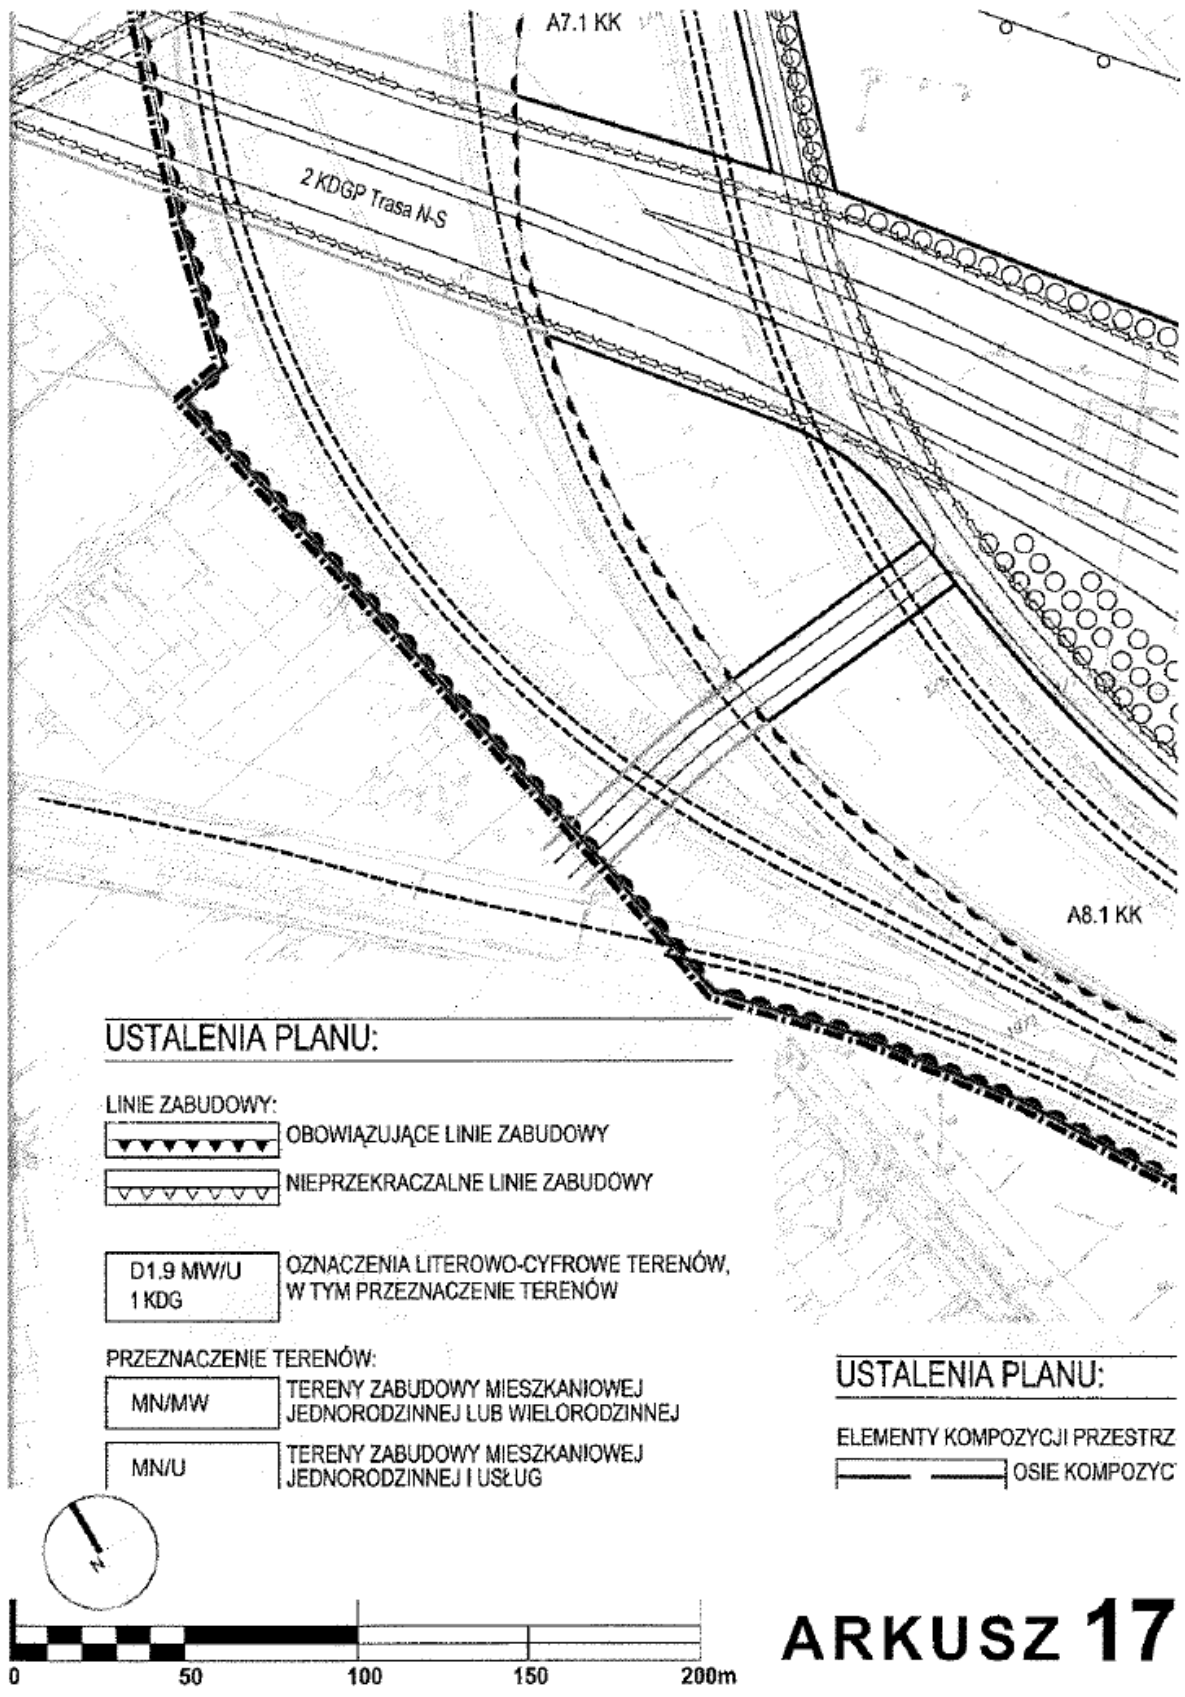 A7.1 KK
2 KDGP Trasa N-S
A8.1 KK
USTALENIA PLANU:
LINIE ZABUDOWY:
OBOWIĄZUJĄCE LINIE ZABUDOWY
NIEPRZEKRACZALNE LINIE ZABUDOWY
D1.9 MW/U
1 KDG
OZNACZENIA LITEROWO-CYFROWE TERENÓW,
W TYM PRZEZNACZENIE TERENÓW
PRZEZNACZENIE TERENÓW:
MN/MW
TERENY ZABUDOWY MIESZKANIOWEJ
JEDNORODZINNEJ LUB WIELORODZINNEJ
MN/U
TERENY ZABUDOWY MIESZKANIOWEJ
JEDNORODZINNEJ I USŁUG
USTALENIA PLANU:
ELEMENTY KOMPOZYCJI PRZESTRZ
OSIE KOMPOZYC
N
0 50 100 150 200m
ARKUSZ 17